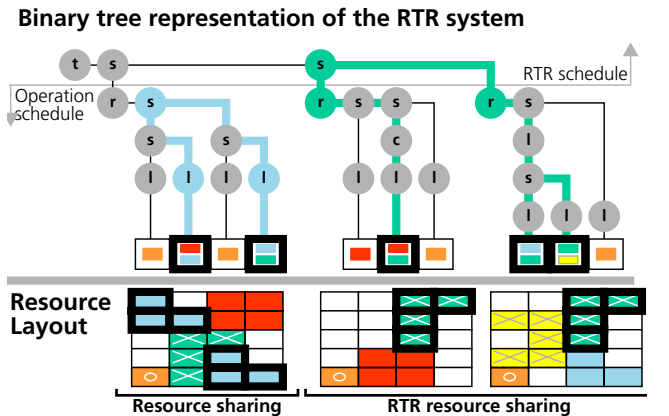 Binary tree representation of the RTR system
t s s
RTR schedule
Operation
schedule
r s r s s r s
s s c l
l l l l l l l s
l l l
Resource
Layout
Resource sharing
RTR resource sharing